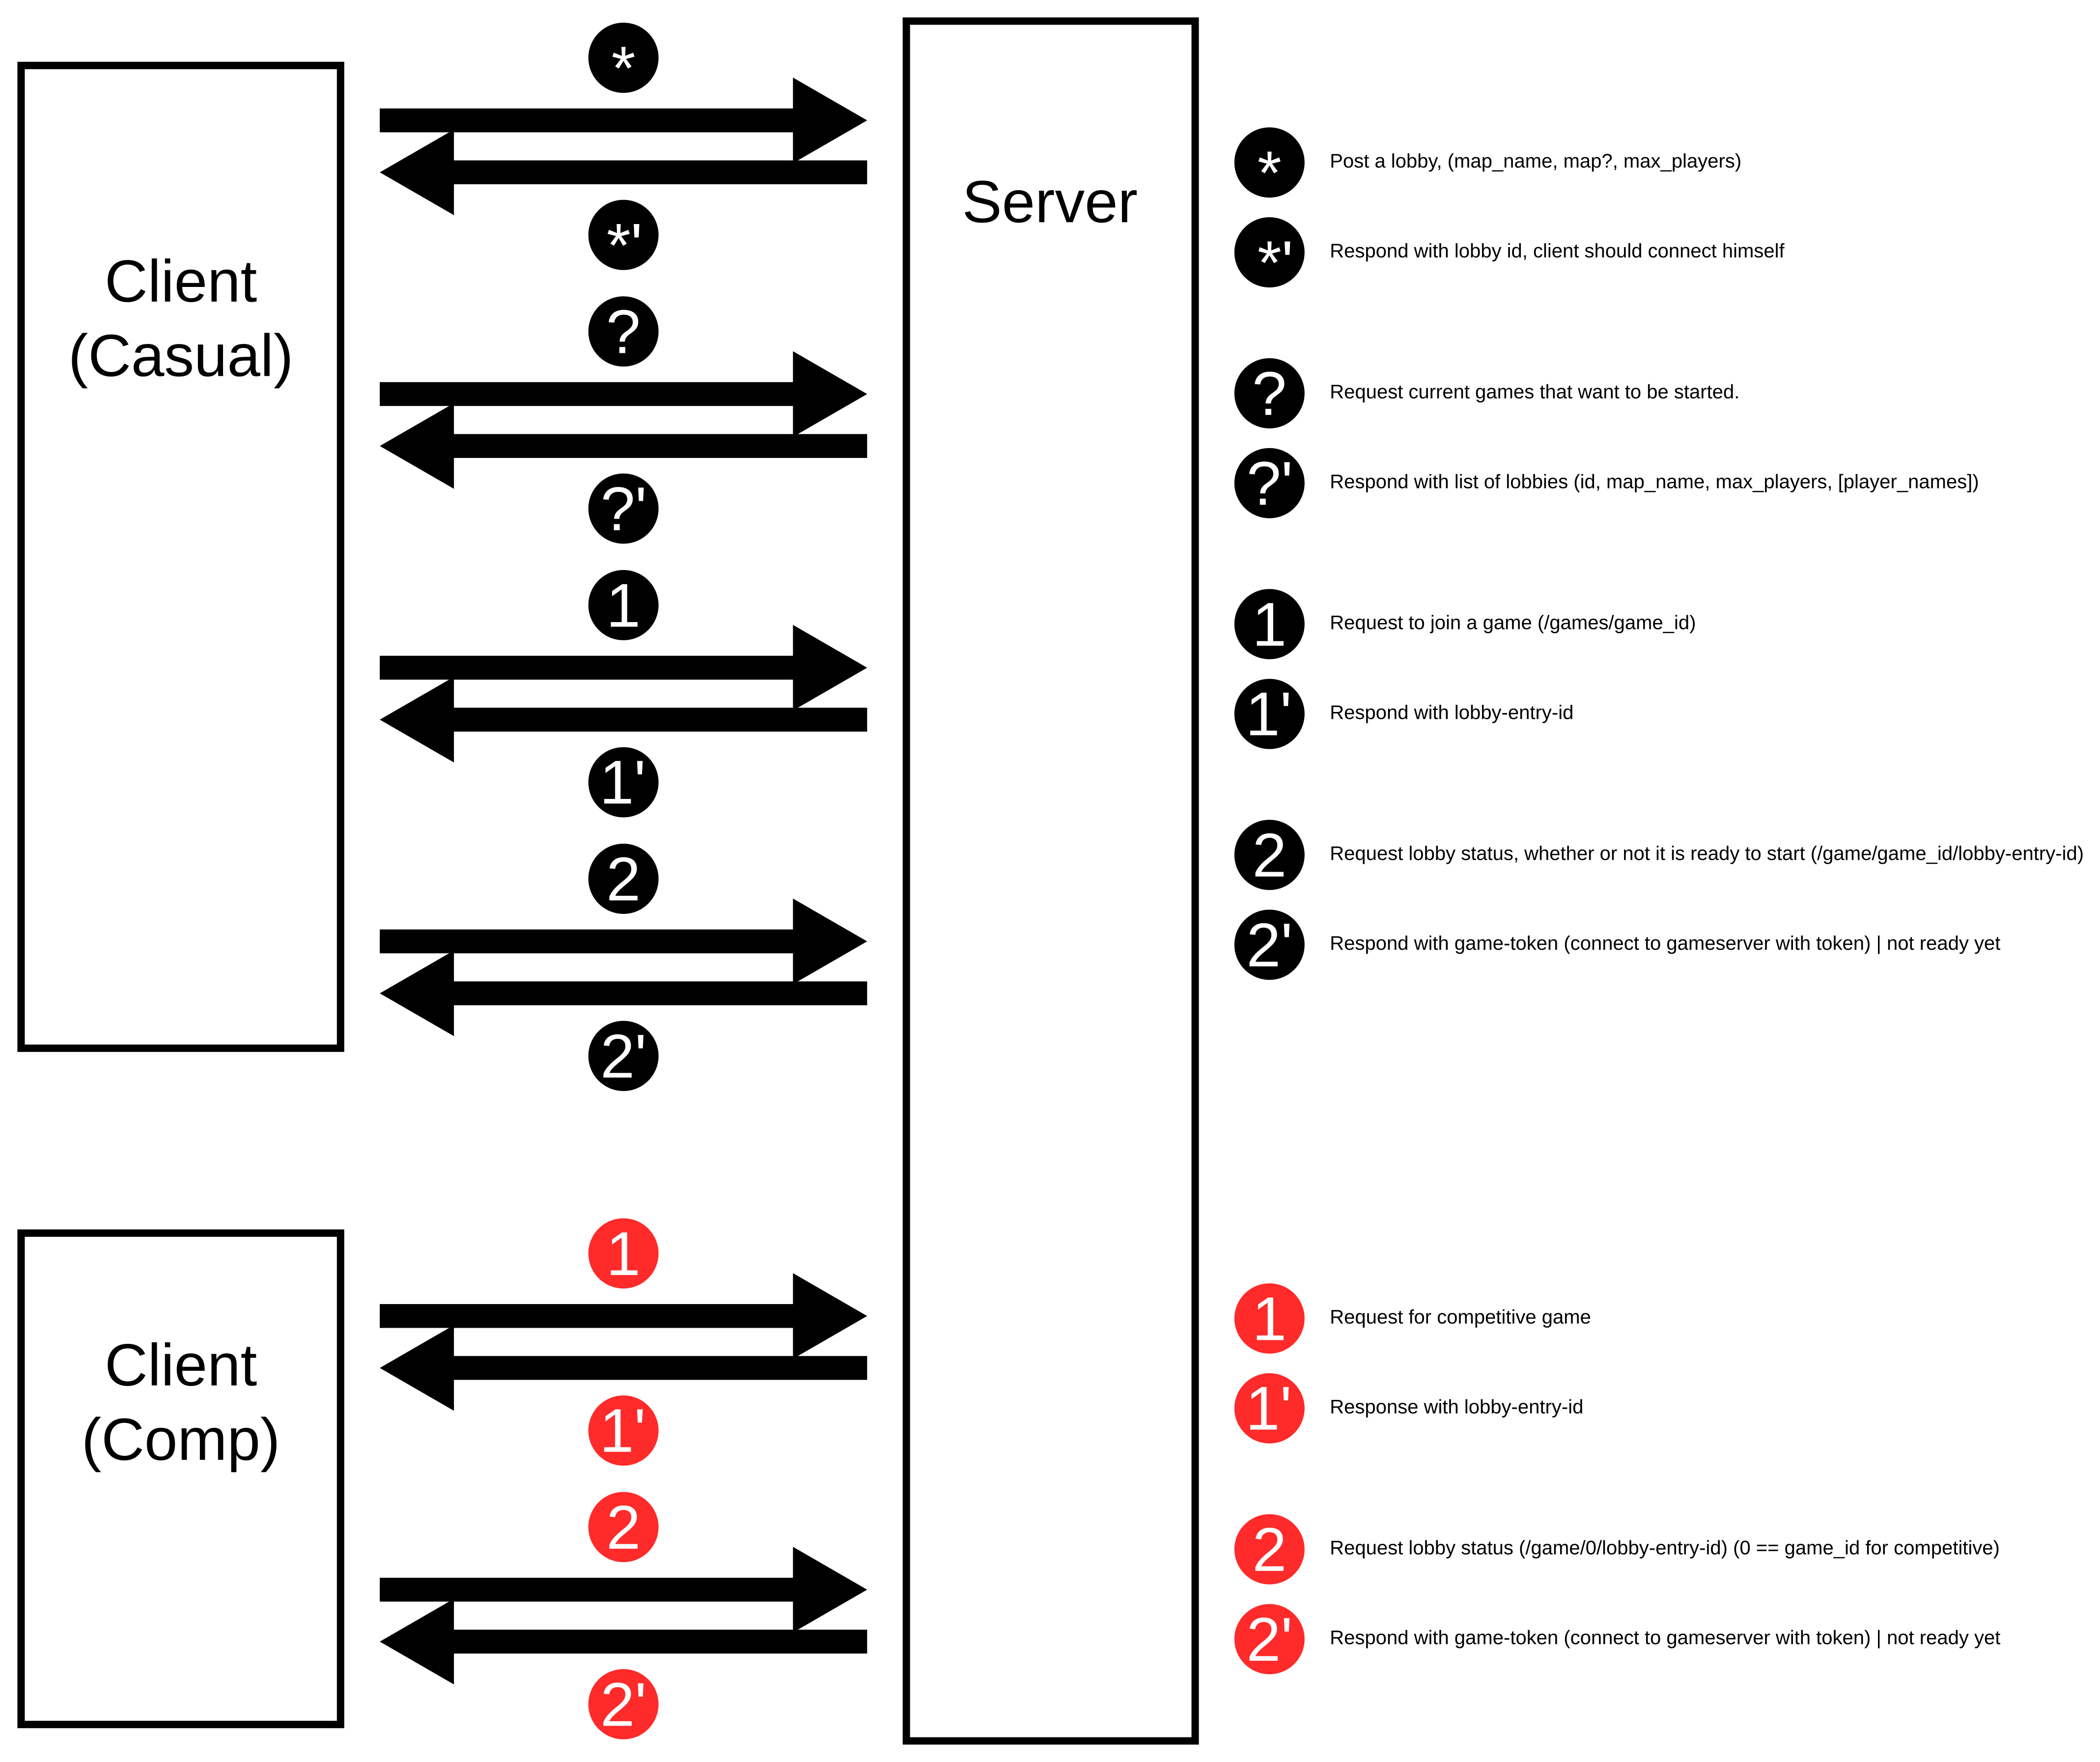 *
Server
*
Post a lobby, (map_name, map?, max_players)
*'
*'
Respond with lobby id, client should connect himself
Client
(Casual)
?
?
Request current games that want to be started.
?'
?'
Respond with list of lobbies (id, map_name, max_players, [player_names])
1
1
Request to join a game (/games/game_id)
1'
1'
Respond with lobby-entry-id
2
2
Request lobby status, whether or not it is ready to start (/game/game_id/lobby-entry-id)
2'
2'
Respond with game-token (connect to gameserver with token) | not ready yet
Client
(Comp)
1
1
Request for competitive game
1'
1'
Response with lobby-entry-id
2
2
Request lobby status (/game/0/lobby-entry-id) (0 == game_id for competitive)
2'
2'
Respond with game-token (connect to gameserver with token) | not ready yet